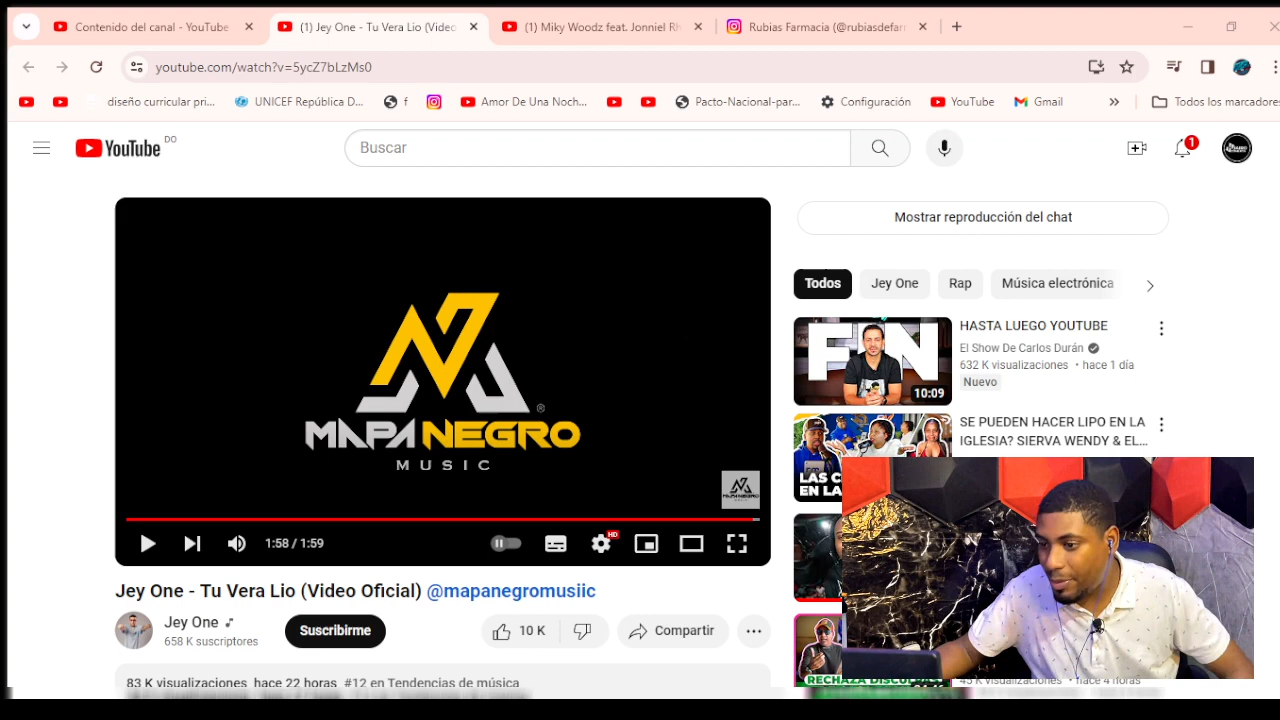 Contenido del canal - YouTube
(1) Jey One - Tu Vera Lio (Video
(1) Miky Woodz feat. Jonniel
Rubias Farmacia (@rubiasdefar
youtube.com/watch?v=5ycZ7bLzMs0
diseño curricular pri...
UNICEF República D...
f
Amor De Una Noch...
Pacto-Nacional-par...
Configuración
YouTube
Gmail
Todos los marcadores
YouTube DO
Buscar
1
MAPA NEGRO
MUSIC
1:58 / 1:59
HD
Jey One - Tu Vera Lio (Video Oficial) @mapanegromusiic
Jey One
658 K suscriptores
Suscribirme
10 K
Compartir
83 K visualizaciones hace 22 horas #12 en Tendencias de música
Mostrar reproducción del chat
Todos
Jey One
Rap
Música electrónica
FIN
10:09
HASTA LUEGO YOUTUBE
El Show De Carlos Durán
632 K visualizaciones • hace 1 día
Nuevo
LAS C
EN LA
SE PUEDEN HACER LIPO EN LA
IGLESIA? SIERVA WENDY & EL...
RECHAZA DISCULPAS
45 K visualizaciones • hace 4 horas